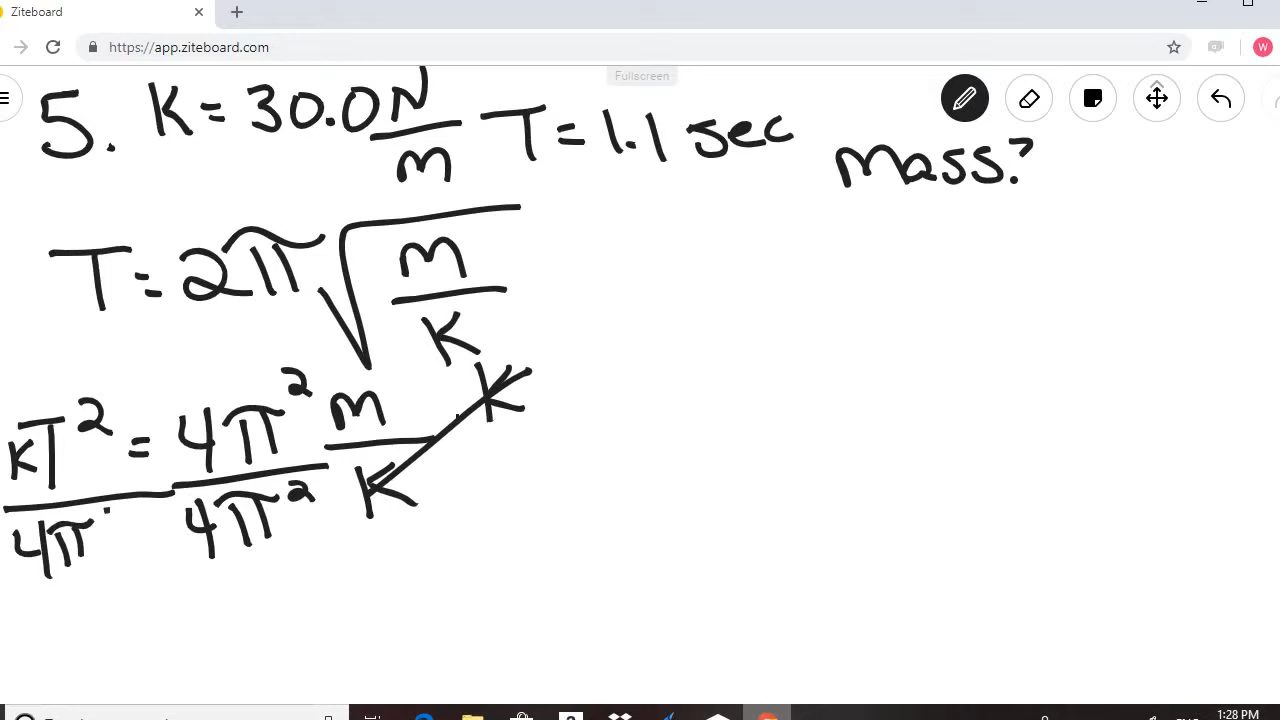 Ziteboard
https://app.ziteboard.com
Fullscreen
W
5. K = 30.0 N/m T = 1.1 sec mass?
T = 2π√(m/K)
KT² / 4π = 4π² m K / 4π² K
1:28 PM